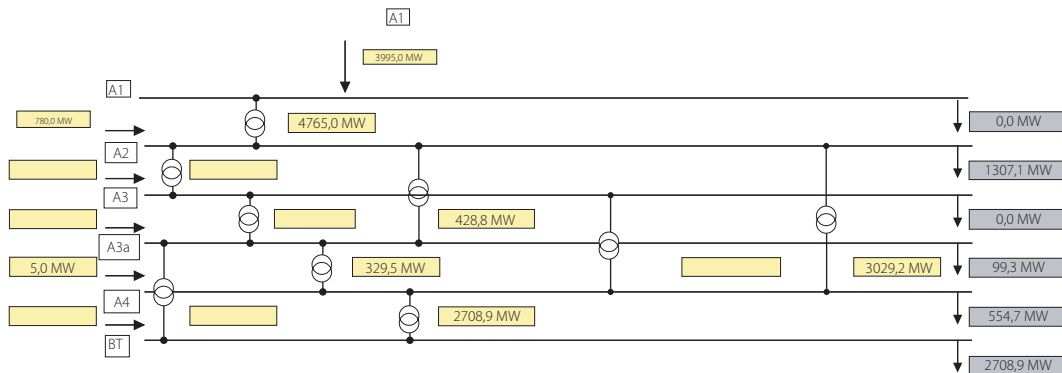 A1
3995,0 MW
A1
780,0 MW
4765,0 MW
0,0 MW
A2
1307,1 MW
A3
428,8 MW
0,0 MW
A3a
5,0 MW
329,5 MW
3029,2 MW
99,3 MW
A4
2708,9 MW
554,7 MW
BT
2708,9 MW